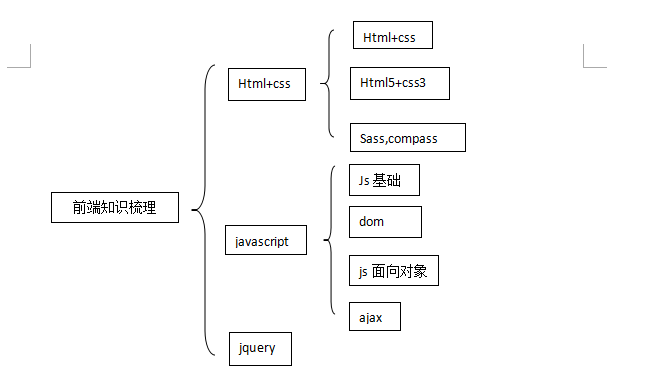 Html+css
Html+css
Html5+css3
Sass,compass
前端知识梳理
javascript
Js 基础
dom
js 面向对象
ajax
jquery